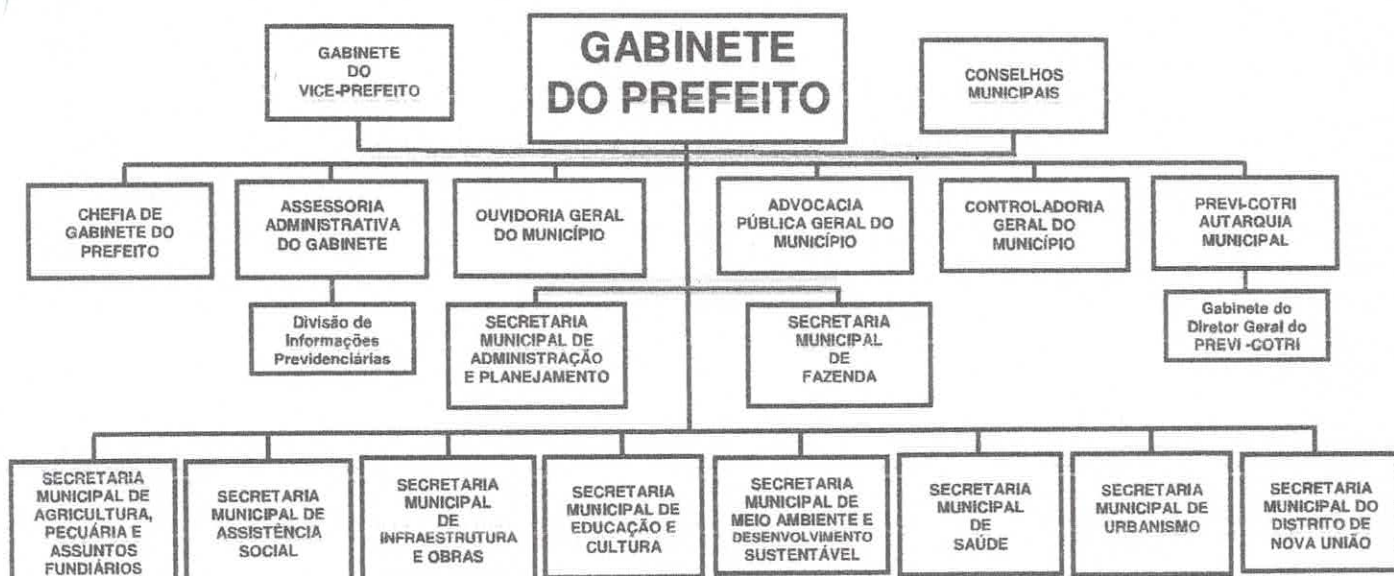 GABINETE
DO
VICE-PREFEITO
GABINETE
DO PREFEITO
CONSELHOS
MUNICIPAIS
CHEFIA DE
GABINETE DO
PREFEITO
ASSESSORIA
ADMINISTRATIVA
DO GABINETE
OUVIDORIA GERAL
DO MUNICÍPIO
ADVOCACIA
PÚBLICA GERAL DO
MUNICÍPIO
CONTROLADORIA
GERAL DO
MUNICÍPIO
PREVI-COTRI
AUTARQUIA
MUNICIPAL
Divisão de
Informações
Previdenciárias
SECRETARIA
MUNICIPAL DE
ADMINISTRAÇÃO
E PLANEJAMENTO
SECRETARIA
MUNICIPAL
DE
FAZENDA
Gabinete do
Diretor Geral do
PREVI -COTRI
SECRETARIA
MUNICIPAL DE
AGRICULTURA,
PECUÁRIA E
ASSUNTOS
FUNDIÁRIOS
SECRETARIA
MUNICIPAL DE
ASSISTÊNCIA
SOCIAL
SECRETARIA
MUNICIPAL
DE
INFRAESTRUTURA
E OBRAS
SECRETARIA
MUNICIPAL DE
EDUCAÇÃO E
CULTURA
SECRETARIA
MUNICIPAL DE
MEIO AMBIENTE E
DESENVOLVIMENTO
SUSTENTÁVEL
SECRETARIA
MUNICIPAL
DE
SAÚDE
SECRETARIA
MUNICIPAL
DE URBANISMO
SECRETARIA
MUNICIPAL DO
DISTRITO DE
NOVA UNIÃO